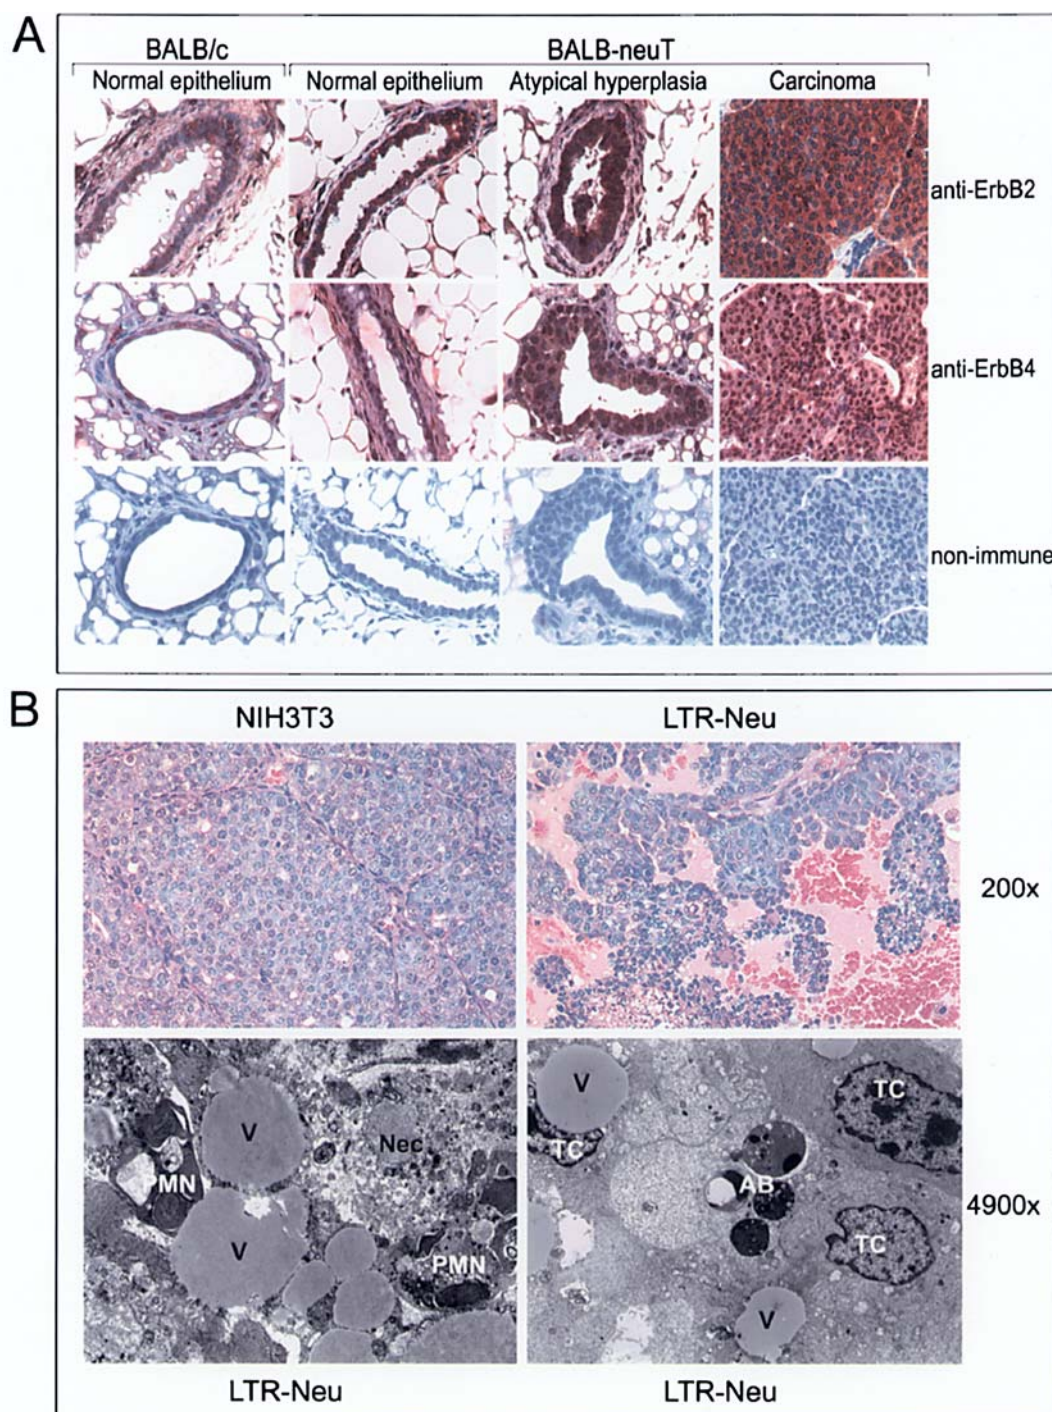 A
BALB/c
BALB-neuT
Normal epithelium
Normal epithelium
Atypical hyperplasia
Carcinoma
anti-ErbB2
anti-ErbB4
non-immune
B
NIH3T3
LTR-Neu
200x
V
Nec
PMN
V
PMN
V
TC
TC
AB
TC
V
4900x
LTR-Neu
LTR-Neu